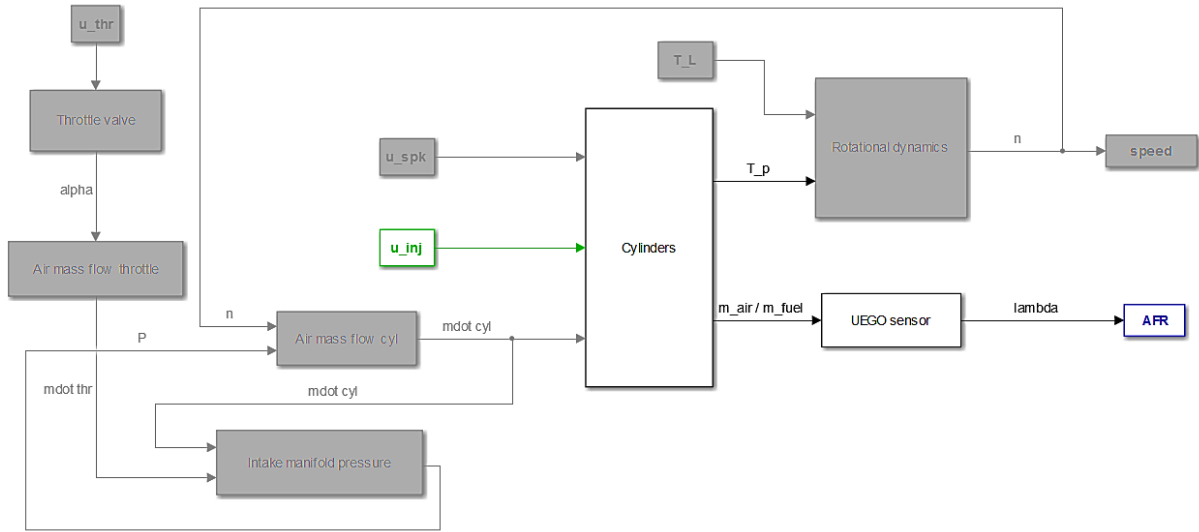 u_thr
Throttle valve
alpha
Air mass flow throttle
mdot thr
P
n
Air mass flow cyl
mdot cyl
mdot cyl
Intake manifold pressure
u_spk
u_inj
Cylinders
T_L
T_p
Rotational dynamics
n
speed
m_air / m_fuel
UEGO sensor
lambda
AFR